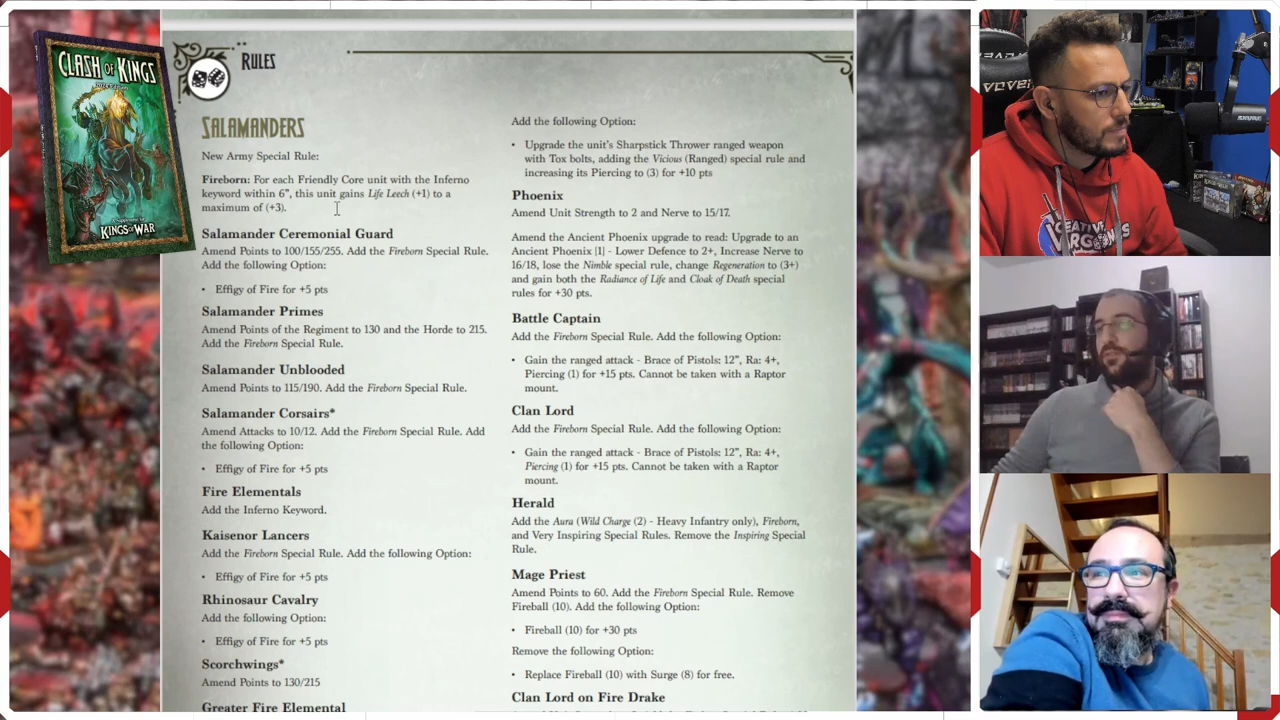 CLASH OF KINGS
KINGS OF WAR
RULES
SALAMANDERS
New Army Special Rule:
Fireborn: For each Friendly Core unit with the Inferno
keyword within 6", this unit gains Life Leech (+1) to a
maximum of (+3).
Salamander Ceremonial Guard
Amend Points to 100/155/255. Add the Fireborn Special Rule.
Add the following Option:
• Effigy of Fire for +5 pts
Salamander Primes
Amend Points of the Regiment to 130 and the Horde to 215.
Add the Fireborn Special Rule.
Salamander Unblooded
Amend Points to 115/190. Add the Fireborn Special Rule.
Salamander Corsairs*
Amend Attacks to 10/12. Add the Fireborn Special Rule. Add
the following Option:
• Effigy of Fire for +5 pts
Fire Elementals
Add the Inferno Keyword.
Kaisenor Lancers
Add the Fireborn Special Rule. Add the following Option:
• Effigy of Fire for +5 pts
Rhinosaur Cavalry
Add the following Option:
• Effigy of Fire for +5 pts
Scorchwings*
Amend Points to 130/215
Greater Fire Elemental
Add the following Option:
• Upgrade the unit's Sharpstick Thrower ranged weapon
with Tox bolts, adding the Vicious (Ranged) special rule and
increasing its Piercing to (3) for +10 pts
Phoenix
Amend Unit Strength to 2 and Nerve to 15/17.
Amend the Ancient Phoenix upgrade to read: Upgrade to an
Ancient Phoenix [1] - Lower Defence to 2+, Increase Nerve to
16/18, lose the Nimble special rule, change Regeneration to (3+)
and gain both the Radiance of Life and Cloak of Death special
rules for +30 pts.
Battle Captain
Add the Fireborn Special Rule. Add the following Option:
• Gain the ranged attack - Brace of Pistols: 12", Ra: 4+,
Piercing (1) for +15 pts. Cannot be taken with a Raptor
mount.
Clan Lord
Add the Fireborn Special Rule. Add the following Option:
• Gain the ranged attack - Brace of Pistols: 12", Ra: 4+,
Piercing (1) for +15 pts. Cannot be taken with a Raptor
mount.
Herald
Add the Aura (Wild Charge (2) - Heavy Infantry only), Fireborn,
and Very Inspiring Special Rules. Remove the Inspiring Special
Rule.
Mage Priest
Amend Points to 60. Add the Fireborn Special Rule. Remove
Fireball (10). Add the following Option:
• Fireball (10) for +30 pts
Remove the following Option:
• Replace Fireball (10) with Surge (8) for free.
Clan Lord on Fire Drake